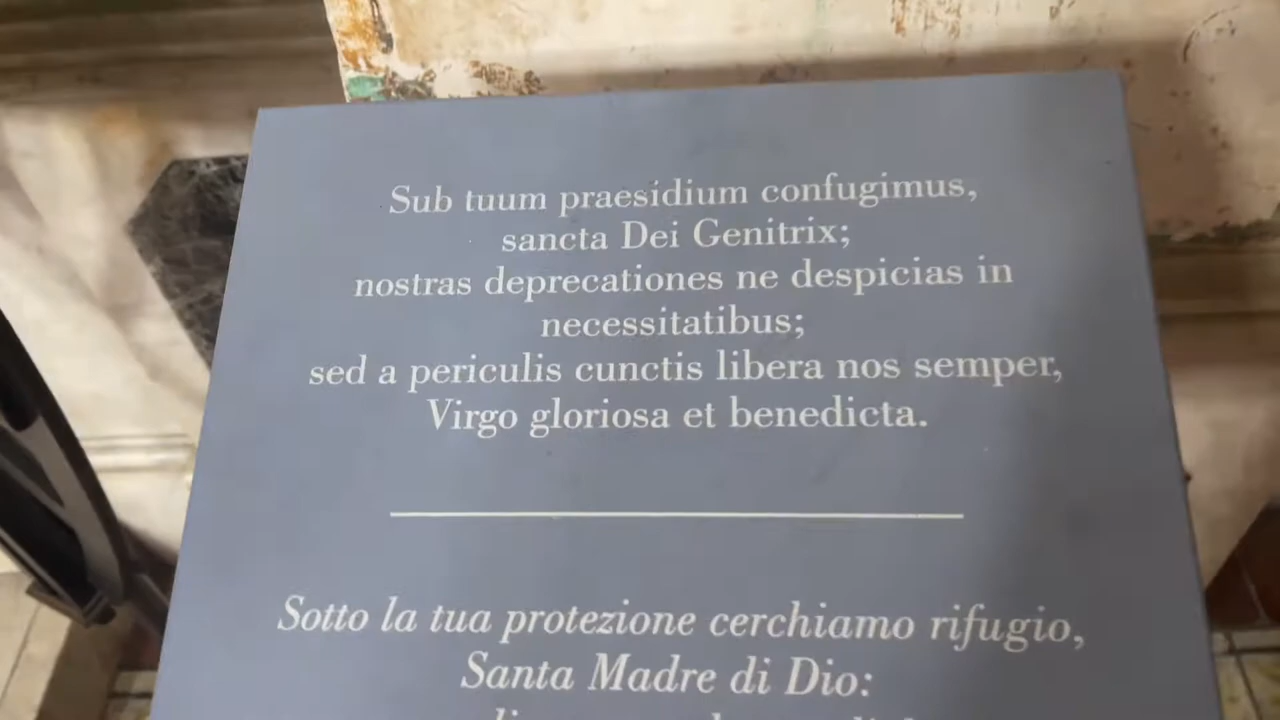 Sub tuum praesidium confugimus,
sancta Dei Genitrix;
nostras deprecationes ne despicias in
necessitatibus;
sed a periculis cunctis libera nos semper,
Virgo gloriosa et benedicta.
Sotto la tua protezione cerchiamo rifugio,
Santa Madre di Dio: